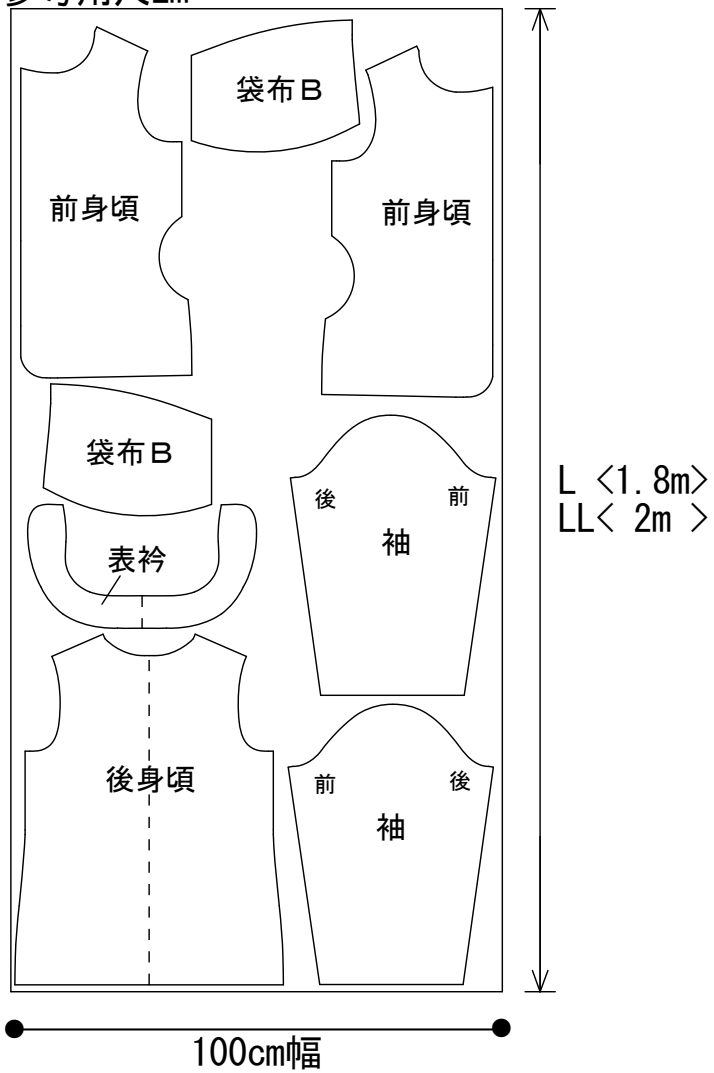 袋布B
前身頃
前身頃
袋布B
後
前
袖
表衿
L <1.8m>
LL< 2m >
前
後
後身頃
袖
100cm幅